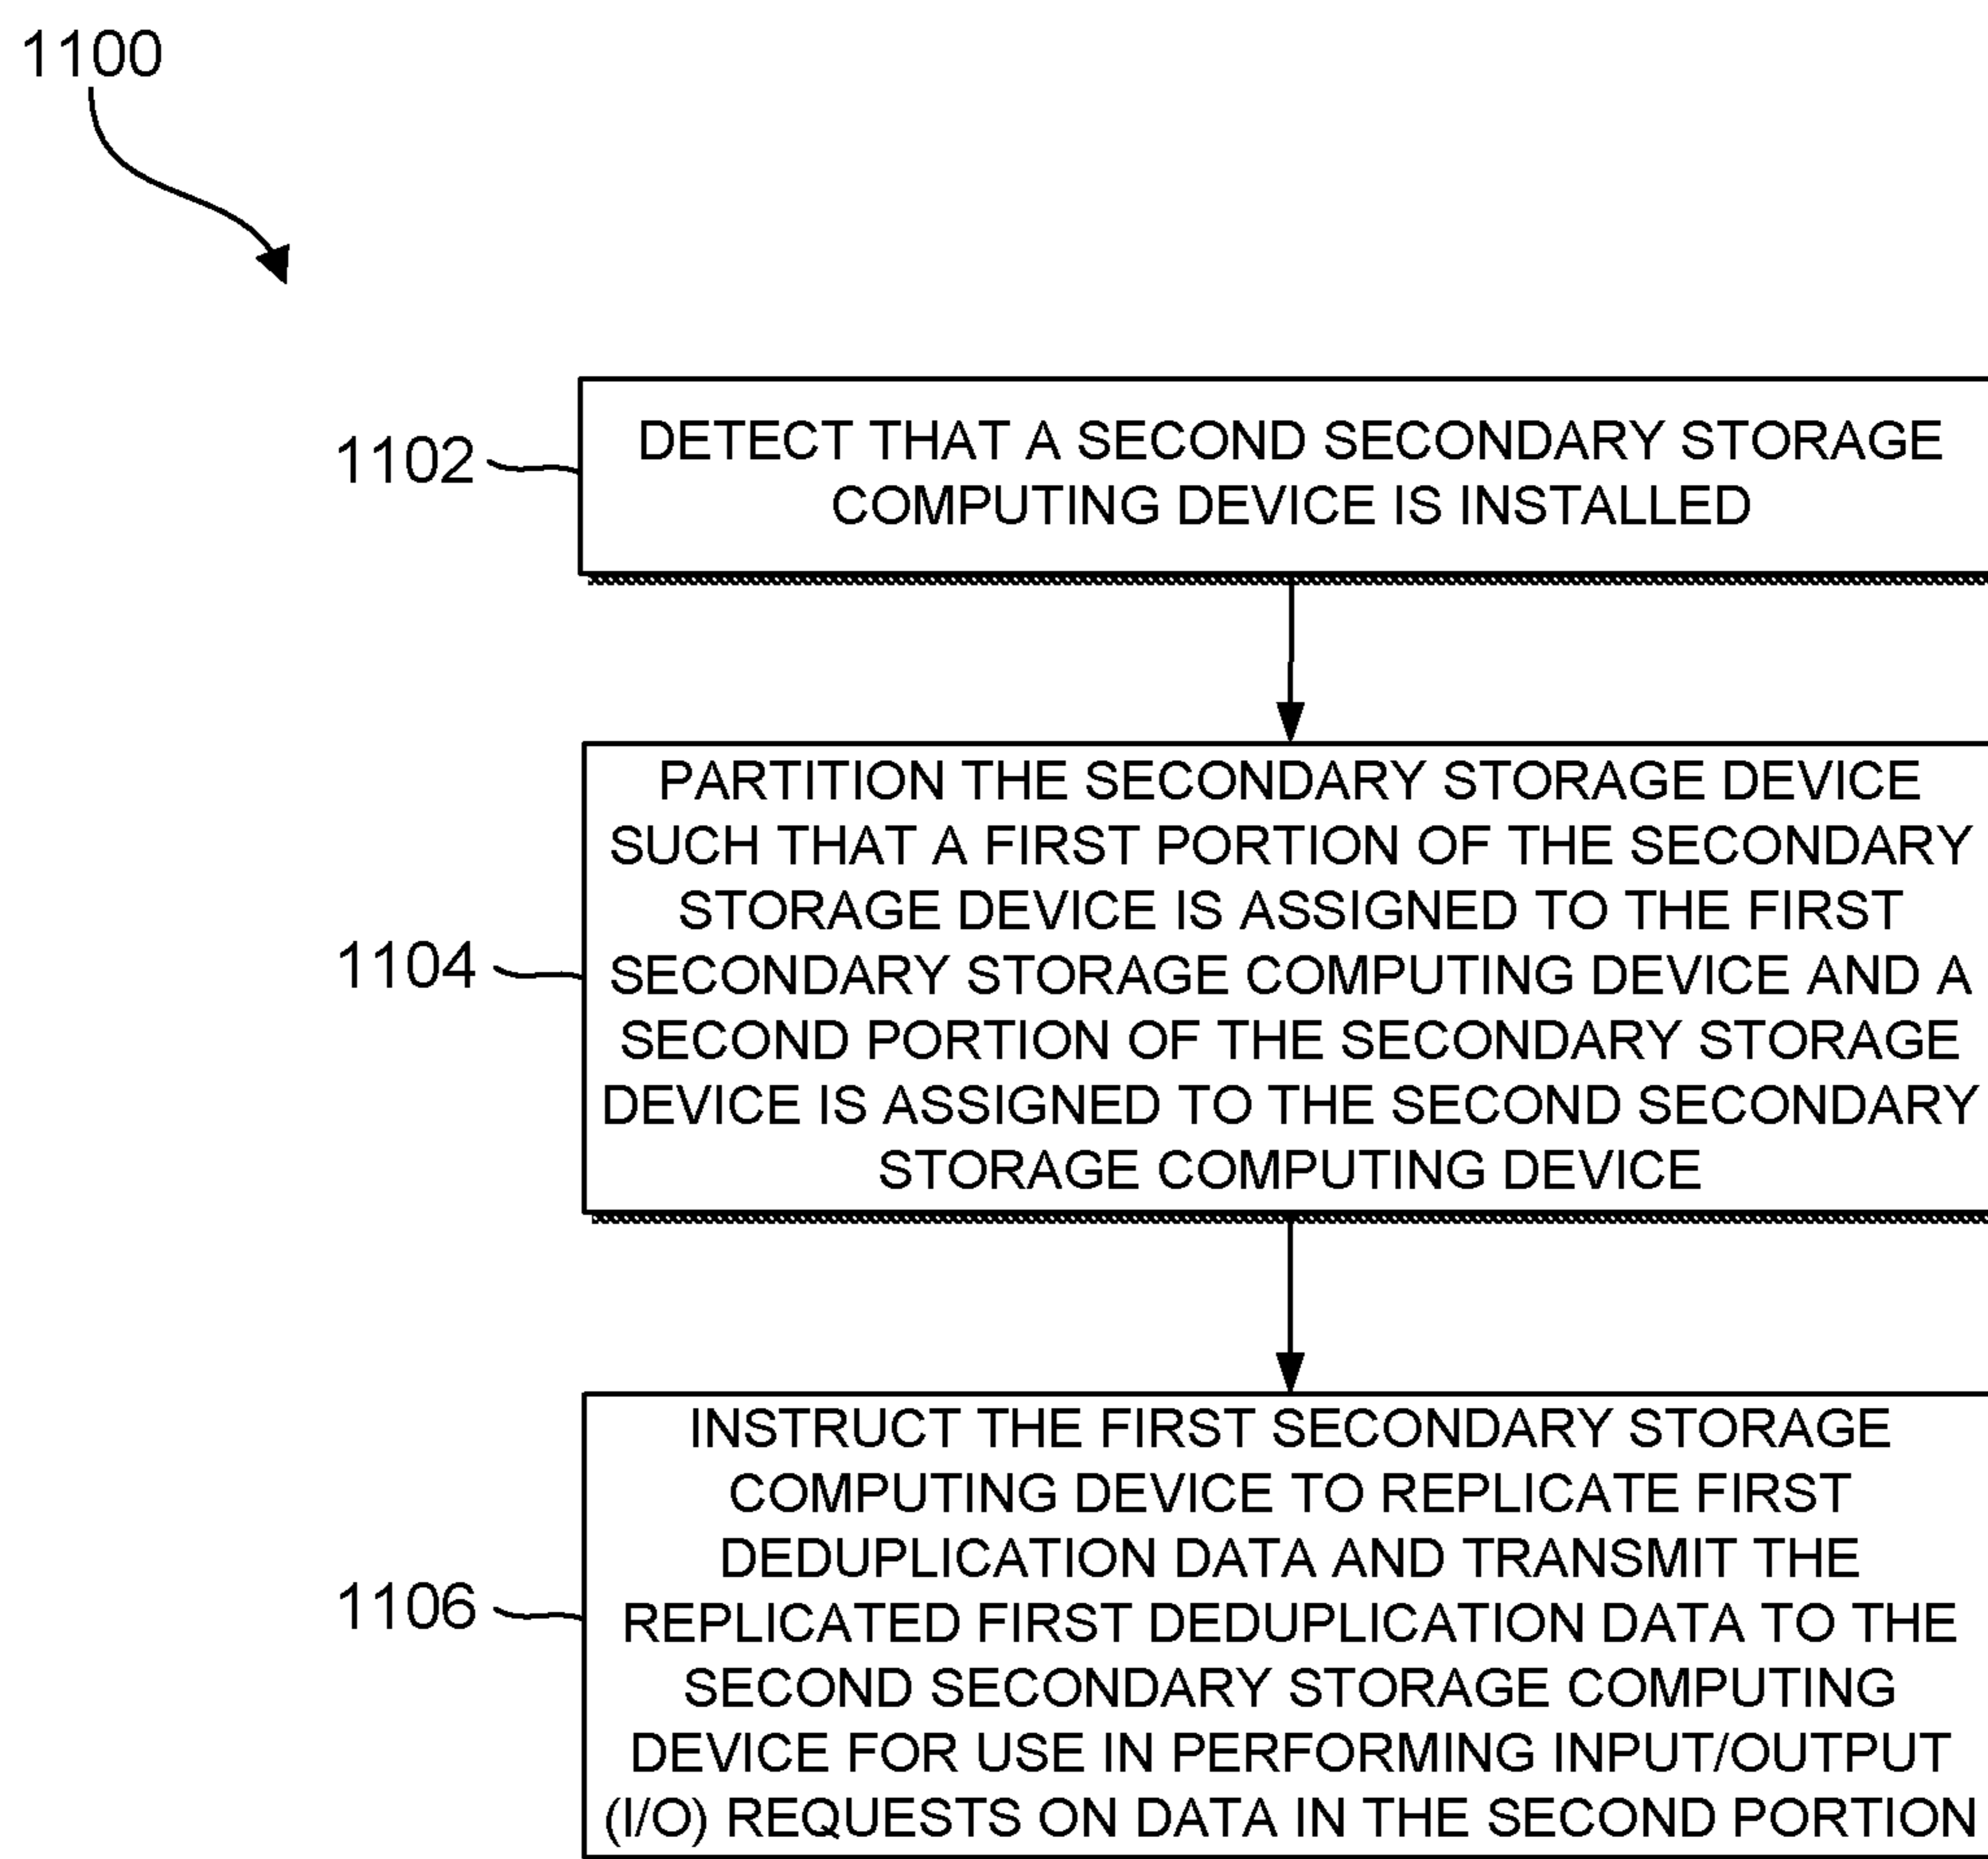 1100
1102
DETECT THAT A SECOND SECONDARY STORAGE
COMPUTING DEVICE IS INSTALLED
1104
PARTITION THE SECONDARY STORAGE DEVICE
SUCH THAT A FIRST PORTION OF THE SECONDARY
STORAGE DEVICE IS ASSIGNED TO THE FIRST
SECONDARY STORAGE COMPUTING DEVICE AND A
SECOND PORTION OF THE SECONDARY STORAGE
DEVICE IS ASSIGNED TO THE SECOND SECONDARY
STORAGE COMPUTING DEVICE
1106
INSTRUCT THE FIRST SECONDARY STORAGE
COMPUTING DEVICE TO REPLICATE FIRST
DEDUPLICATION DATA AND TRANSMIT THE
REPLICATED FIRST DEDUPLICATION DATA TO THE
SECOND SECONDARY STORAGE COMPUTING
DEVICE FOR USE IN PERFORMING INPUT/OUTPUT
(I/O) REQUESTS ON DATA IN THE SECOND PORTION